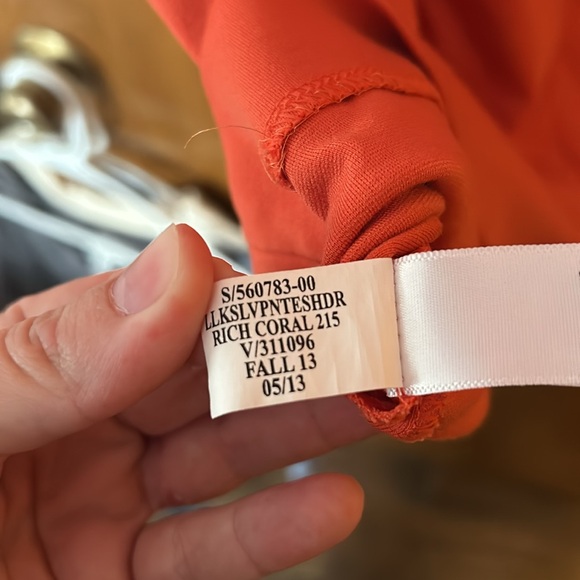 S/560783-00
LLKSLVPNTESHDR
RICH CORAL 215
V/311096
FALL 13
05/13